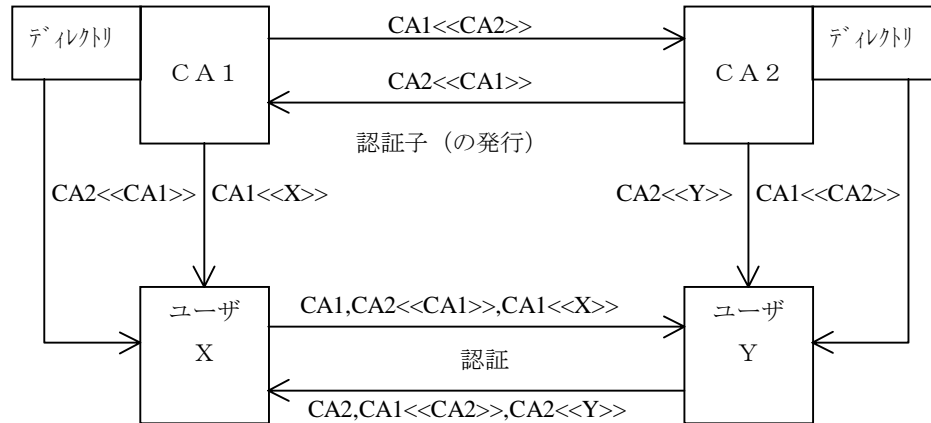 CA1<<CA2>>
ﾃﾞｨﾚｸﾄﾘ
ＣＡ１
ＣＡ２
ﾃﾞｨﾚｸﾄﾘ
CA2<<CA1>>
認証子（の発行）
CA2<<CA1>>
CA1<<X>>
CA2<<Y>>
CA1<<CA2>>
ユーザ
Ｘ
CA1,CA2<<CA1>>,CA1<<X>>
ユーザ
Ｙ
認証
CA2,CA1<<CA2>>,CA2<<Y>>